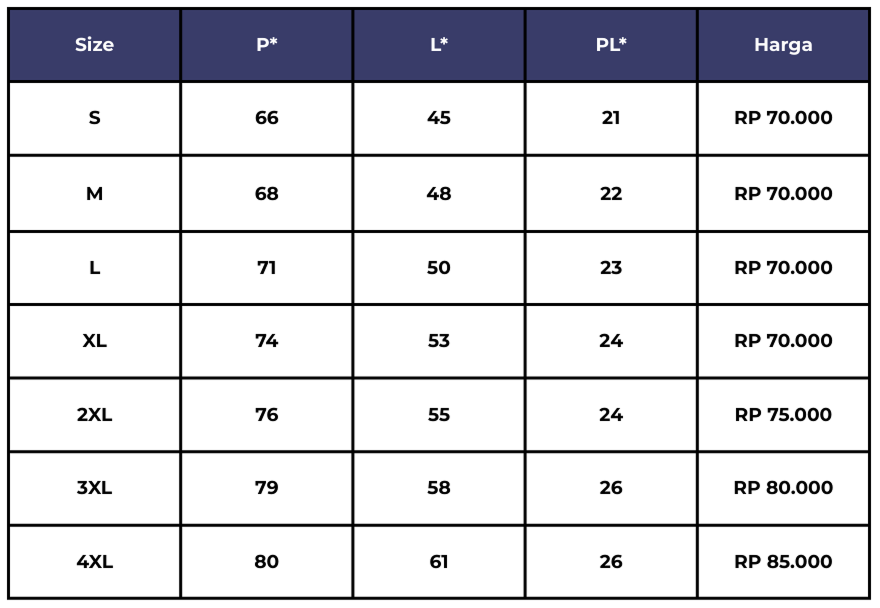 Size P* L* PL* Harga
S 66 45 21 RP 70.000
M 68 48 22 RP 70.000
L 71 50 23 RP 70.000
XL 74 53 24 RP 70.000
2XL 76 55 24 RP 75.000
3XL 79 58 26 RP 80.000
4XL 80 61 26 RP 85.000